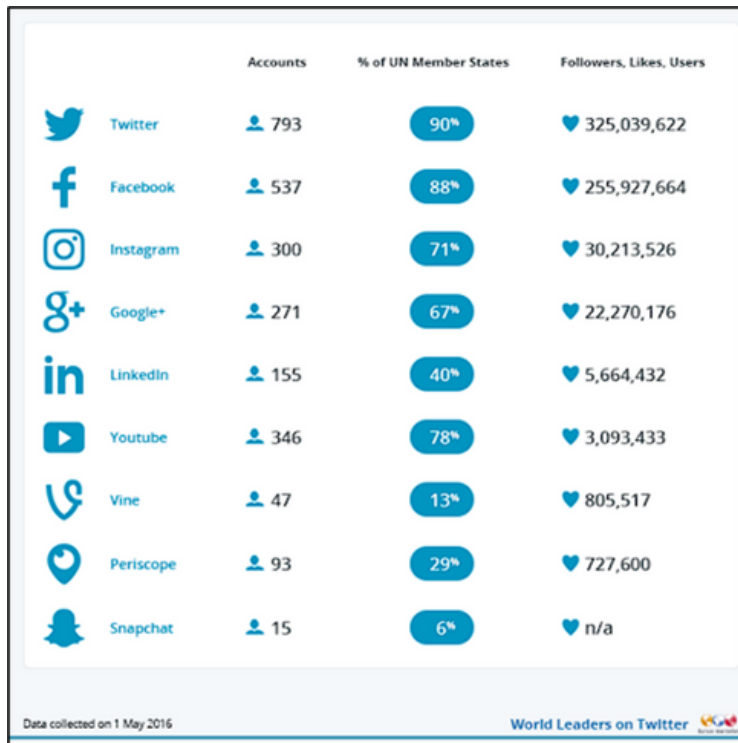 Accounts % of UN Member States Followers, Likes, Users
Twitter 793 90% 325,039,622
Facebook 537 88% 255,927,664
Instagram 300 71% 30,213,526
g+ Google+ 271 67% 22,270,176
in LinkedIn 155 40% 5,664,432
Youtube 346 78% 3,093,433
Vine 47 13% 805,517
Periscope 93 29% 727,600
Snapchat 15 6% n/a
Data collected on 1 May 2016 World Leaders on Twitter